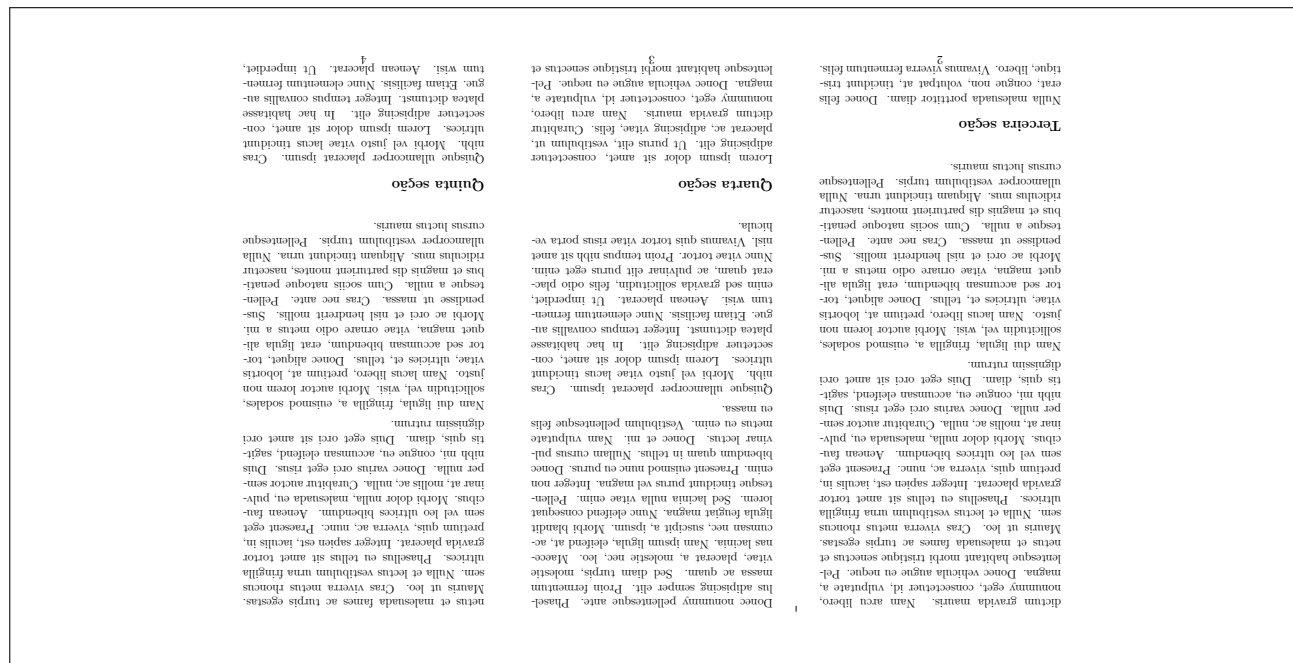 dictum gravida mauris. Nam arcu libero,
nonummy eget, consectetuer id, vulputate a,
magna. Donec vehicula augue eu neque. Pel-
lentesque habitant morbi tristique senectus et
netus et malesuada fames ac turpis egestas.
Mauris ut leo. Cras viverra metus rhoncus
sem. Nulla et lectus vestibulum urna fringilla
ultrices. Phasellus eu tellus sit amet tortor
gravida placerat. Integer sapien est, iaculis in,
pretium quis, viverra ac, nunc. Praesent eget
sem vel leo ultrices bibendum. Aenean fau-
cibus. Morbi dolor nulla, malesuada eu, pulv-
inar at, mollis ac, nulla. Curabitur auctor sem-
per nulla. Donec varius orci eget risus. Duis
nibh mi, congue eu, accumsan eleifend, sagit-
tis quis, diam. Duis eget orci sit amet orci
dignissim rutrum.
Nam dui ligula, fringilla a, euismod sodales,
sollicitudin vel, wisi. Morbi auctor lorem non
justo. Nam lacus libero, pretium at, lobortis
vitae, ultricies et, tellus. Donec aliquet, tor-
tor sed accumsan bibendum, erat ligula ali-
quet magna, vitae ornare odio metus a mi.
Morbi ac orci et nisl hendrerit mollis. Sus-
pendisse ut massa. Cras nec ante. Pellen-
tesque a nulla. Cum sociis natoque penati-
bus et magnis dis parturient montes, nascetur
ridiculus mus. Aliquam tincidunt urna. Nulla
ullamcorper vestibulum turpis. Pellentesque
cursus luctus mauris.
Terceira seção
Nulla malesuada porttitor diam. Donec felis
erat, congue non, volutpat at, tincidunt tris-
tique, libero. Vivamus viverra fermentum felis.
2
Donec nonummy pellentesque ante. Phasel-
lus adipiscing semper elit. Proin fermentum
massa ac quam. Sed diam turpis, molestie
vitae, placerat a, molestie nec, leo. Maece-
nas lacinia. Nam ipsum ligula, eleifend at, ac-
cumsan nec, suscipit a, ipsum. Morbi blandit
ligula feugiat magna. Nunc eleifend consequat
lorem. Sed lacinia nulla vitae enim. Pellen-
tesque tincidunt purus vel magna. Integer non
enim. Praesent euismod nunc eu purus. Donec
bibendum quam in tellus. Nullam cursus pul-
vinar lectus. Donec et mi. Nam vulputate
metus eu enim. Vestibulum pellentesque felis
eu massa.
Quisque ullamcorper placerat ipsum. Cras
nibh. Morbi vel justo vitae lacus tincidunt
ultrices. Lorem ipsum dolor sit amet, con-
sectetuer adipiscing elit. In hac habitasse
platea dictumst. Integer tempus convallis au-
gue. Etiam facilisis. Nunc elementum fermen-
tum wisi. Aenean placerat. Ut imperdiet,
enim sed gravida sollicitudin, felis odio plac-
erat quam, ac pulvinar elit purus eget enim.
Nunc vitae tortor. Proin tempus nibh sit amet
nisl. Vivamus quis tortor vitae risus porta ve-
hicula.
Quarta seção
Lorem ipsum dolor sit amet, consectetuer
adipiscing elit. Ut purus elit, vestibulum ut,
placerat ac, adipiscing vitae, felis. Curabitur
dictum gravida mauris. Nam arcu libero,
nonummy eget, consectetuer id, vulputate a,
magna. Donec vehicula augue eu neque. Pel-
lentesque habitant morbi tristique senectus et
3
netus et malesuada fames ac turpis egestas.
Mauris ut leo. Cras viverra metus rhoncus
sem. Nulla et lectus vestibulum urna fringilla
ultrices. Phasellus eu tellus sit amet tortor
gravida placerat. Integer sapien est, iaculis in,
pretium quis, viverra ac, nunc. Praesent eget
sem vel leo ultrices bibendum. Aenean fau-
cibus. Morbi dolor nulla, malesuada eu, pulv-
inar at, mollis ac, nulla. Curabitur auctor sem-
per nulla. Donec varius orci eget risus. Duis
nibh mi, congue eu, accumsan eleifend, sagit-
tis quis, diam. Duis eget orci sit amet orci
dignissim rutrum.
Nam dui ligula, fringilla a, euismod sodales,
sollicitudin vel, wisi. Morbi auctor lorem non
justo. Nam lacus libero, pretium at, lobortis
vitae, ultricies et, tellus. Donec aliquet, tor-
tor sed accumsan bibendum, erat ligula ali-
quet magna, vitae ornare odio metus a mi.
Morbi ac orci et nisl hendrerit mollis. Sus-
pendisse ut massa. Cras nec ante. Pellen-
tesque a nulla. Cum sociis natoque penati-
bus et magnis dis parturient montes, nascetur
ridiculus mus. Aliquam tincidunt urna. Nulla
ullamcorper vestibulum turpis. Pellentesque
cursus luctus mauris.
Quinta seção
Quisque ullamcorper placerat ipsum. Cras
nibh. Morbi vel justo vitae lacus tincidunt
ultrices. Lorem ipsum dolor sit amet, con-
sectetuer adipiscing elit. In hac habitasse
platea dictumst. Integer tempus convallis au-
gue. Etiam facilisis. Nunc elementum fermen-
tum wisi. Aenean placerat. Ut imperdiet,
4